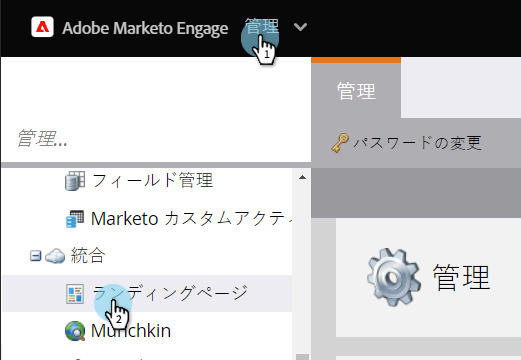 Adobe Marketo Engage 管理
1
管理...
管理
パスワードの変更
フィールド管理
Marketo カスタムアクティ
統合
ランディングページ
2
Munchkin
管理